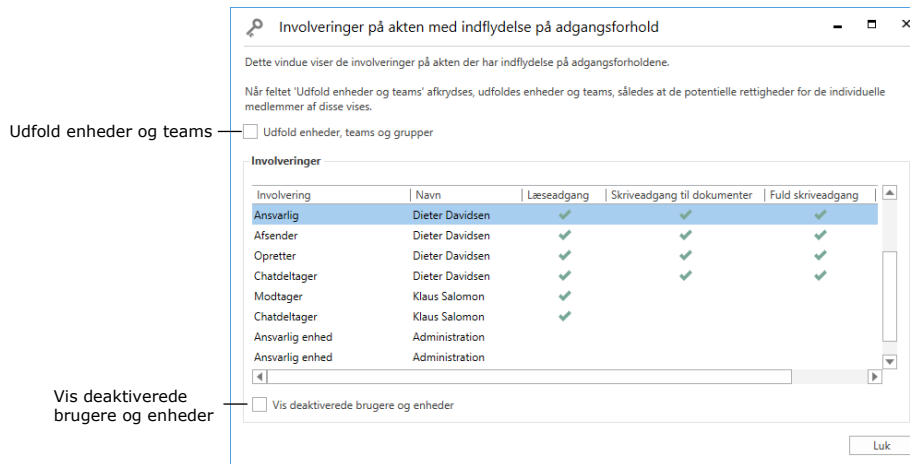 Involveringer på akten med indflydelse på adgangsforhold
Dette vindue viser de involveringer på akten der har indflydelse på adgangsforholdene.
Når feltet 'Udfold enheder og teams' afkrydses, udfoldes enheder og teams, således at de potentielle rettigheder for de individuelle
medlemmer af disse vises.
Udfold enheder og teams
Udfold enheder, teams og grupper
Involveringer
Involvering Navn Læseadgang Skriveadgang til dokumenter Fuld skriveadgang
Ansvarlig Dieter Davidsen
Afsender Dieter Davidsen
Opretter Dieter Davidsen
Chatdeltager Dieter Davidsen
Modtager Klaus Salomon
Chatdeltager Klaus Salomon
Ansvarlig enhed Administration
Ansvarlig enhed Administration
Vis deaktiverede
brugere og enheder
Vis deaktiverede brugere og enheder
Luk